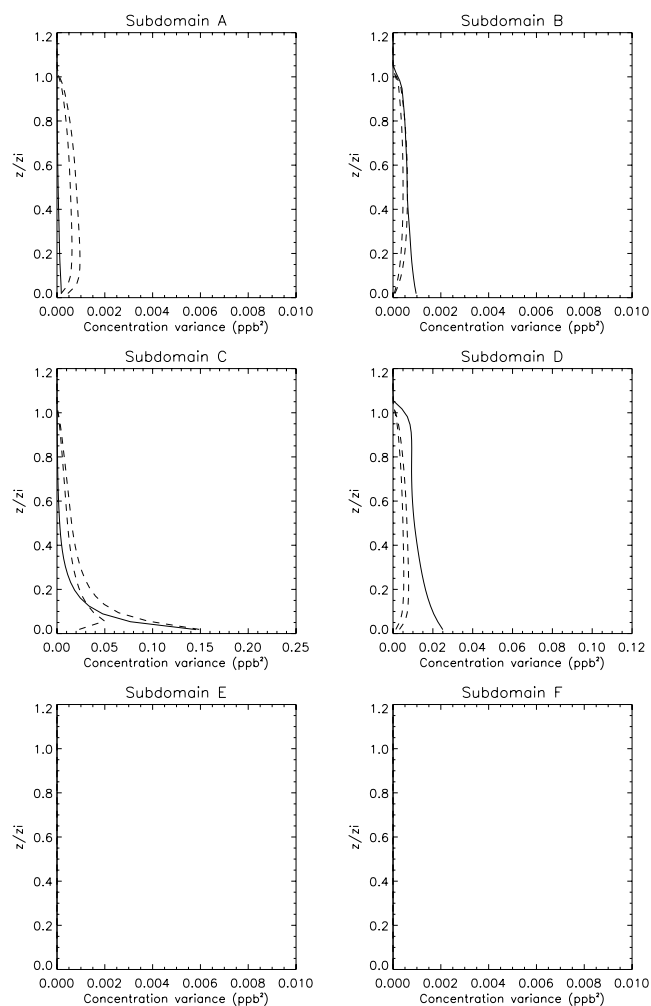 Subdomain A
1.2
1.0
0.8
0.6
0.4
0.2
0.0
z/zi
0.000 0.002 0.004 0.006 0.008 0.010
Concentration variance (ppb²)
Subdomain B
1.2
1.0
0.8
0.6
0.4
0.2
0.0
z/zi
0.000 0.002 0.004 0.006 0.008 0.010
Concentration variance (ppb²)
Subdomain C
1.2
1.0
0.8
0.6
0.4
0.2
0.0
z/zi
0.00 0.05 0.10 0.15 0.20 0.25
Concentration variance (ppb²)
Subdomain D
1.2
1.0
0.8
0.6
0.4
0.2
0.0
z/zi
0.00 0.02 0.04 0.06 0.08 0.10 0.12
Concentration variance (ppb²)
Subdomain E
1.2
1.0
0.8
0.6
0.4
0.2
0.0
z/zi
0.000 0.002 0.004 0.006 0.008 0.010
Concentration variance (ppb²)
Subdomain F
1.2
1.0
0.8
0.6
0.4
0.2
0.0
z/zi
0.000 0.002 0.004 0.006 0.008 0.010
Concentration variance (ppb²)